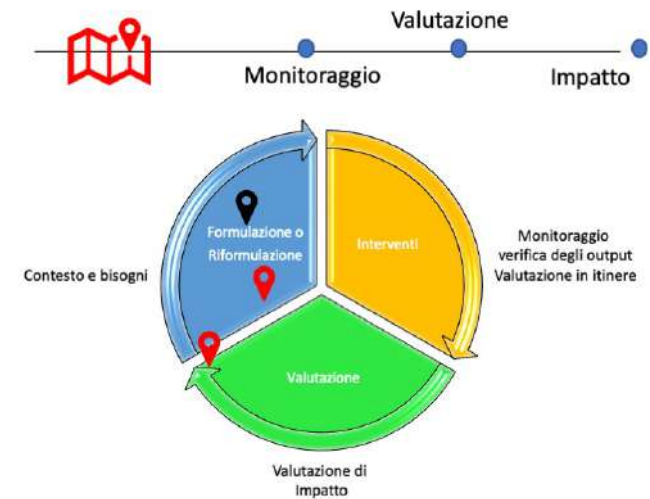 Valutazione
Monitoraggio
Impatto
Formulazione o
Riformulazione
Interventi
Contesto e bisogni
Monitoraggio
verifica degli output
Valutazione in itinere
Valutazione
Valutazione di
Impatto